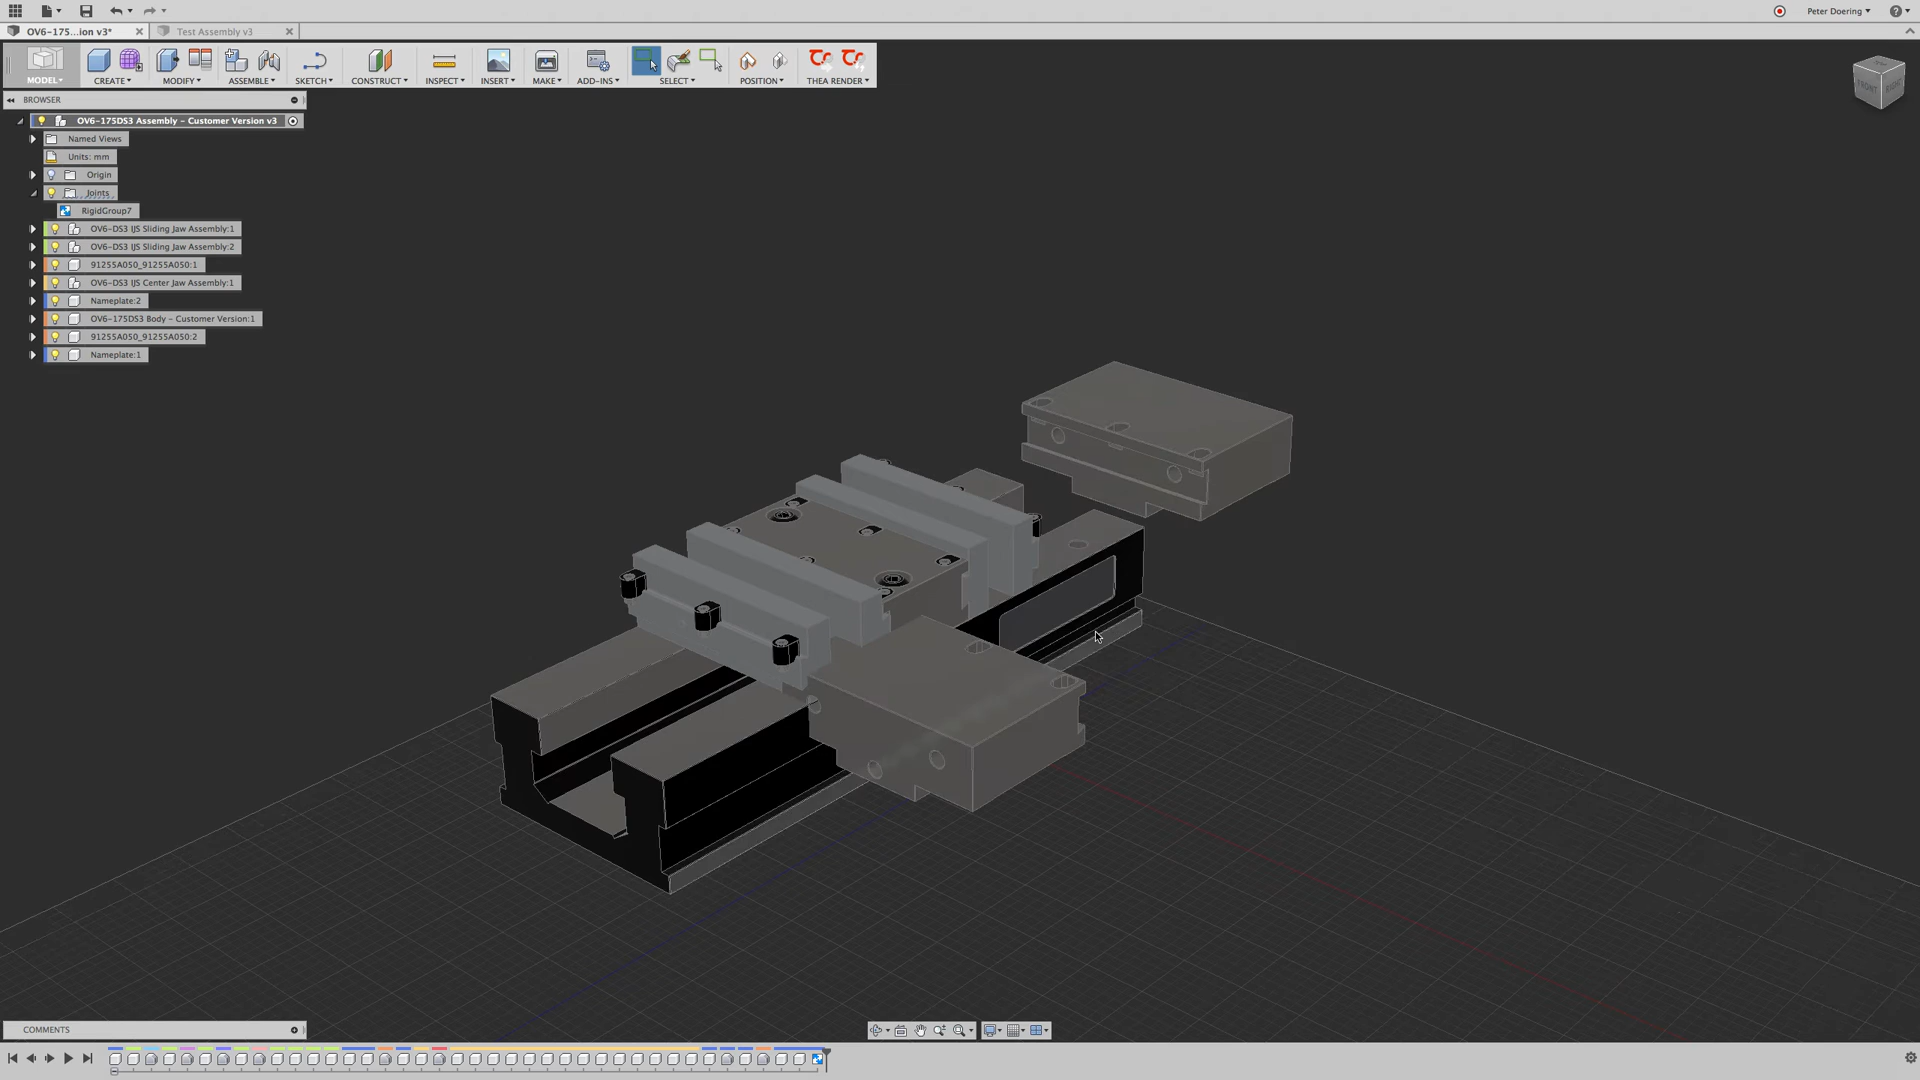 Peter Doering
OV6-175...ion v3*
Test Assembly v3
MODEL
CREATE
MODIFY
ASSEMBLE
SKETCH
CONSTRUCT
INSPECT
INSERT
MAKE
ADD-INS
SELECT
POSITION
THEA RENDER
TOP
FRONT
RIGHT
BROWSER
OV6-175DS3 Assembly - Customer Version v3
Named Views
Units: mm
Origin
Joints
RigidGroup7
OV6-DS3 IJS Sliding Jaw Assembly:1
OV6-DS3 IJS Sliding Jaw Assembly:2
91255A050_91255A050:1
OV6-DS3 IJS Center Jaw Assembly:1
Nameplate:2
OV6-175DS3 Body - Customer Version:1
91255A050_91255A050:2
Nameplate:1
COMMENTS